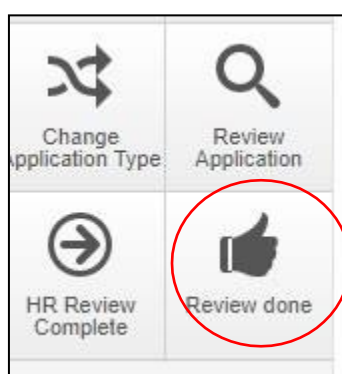 Change
Application Type
Review
Application
HR Review
Complete
Review done